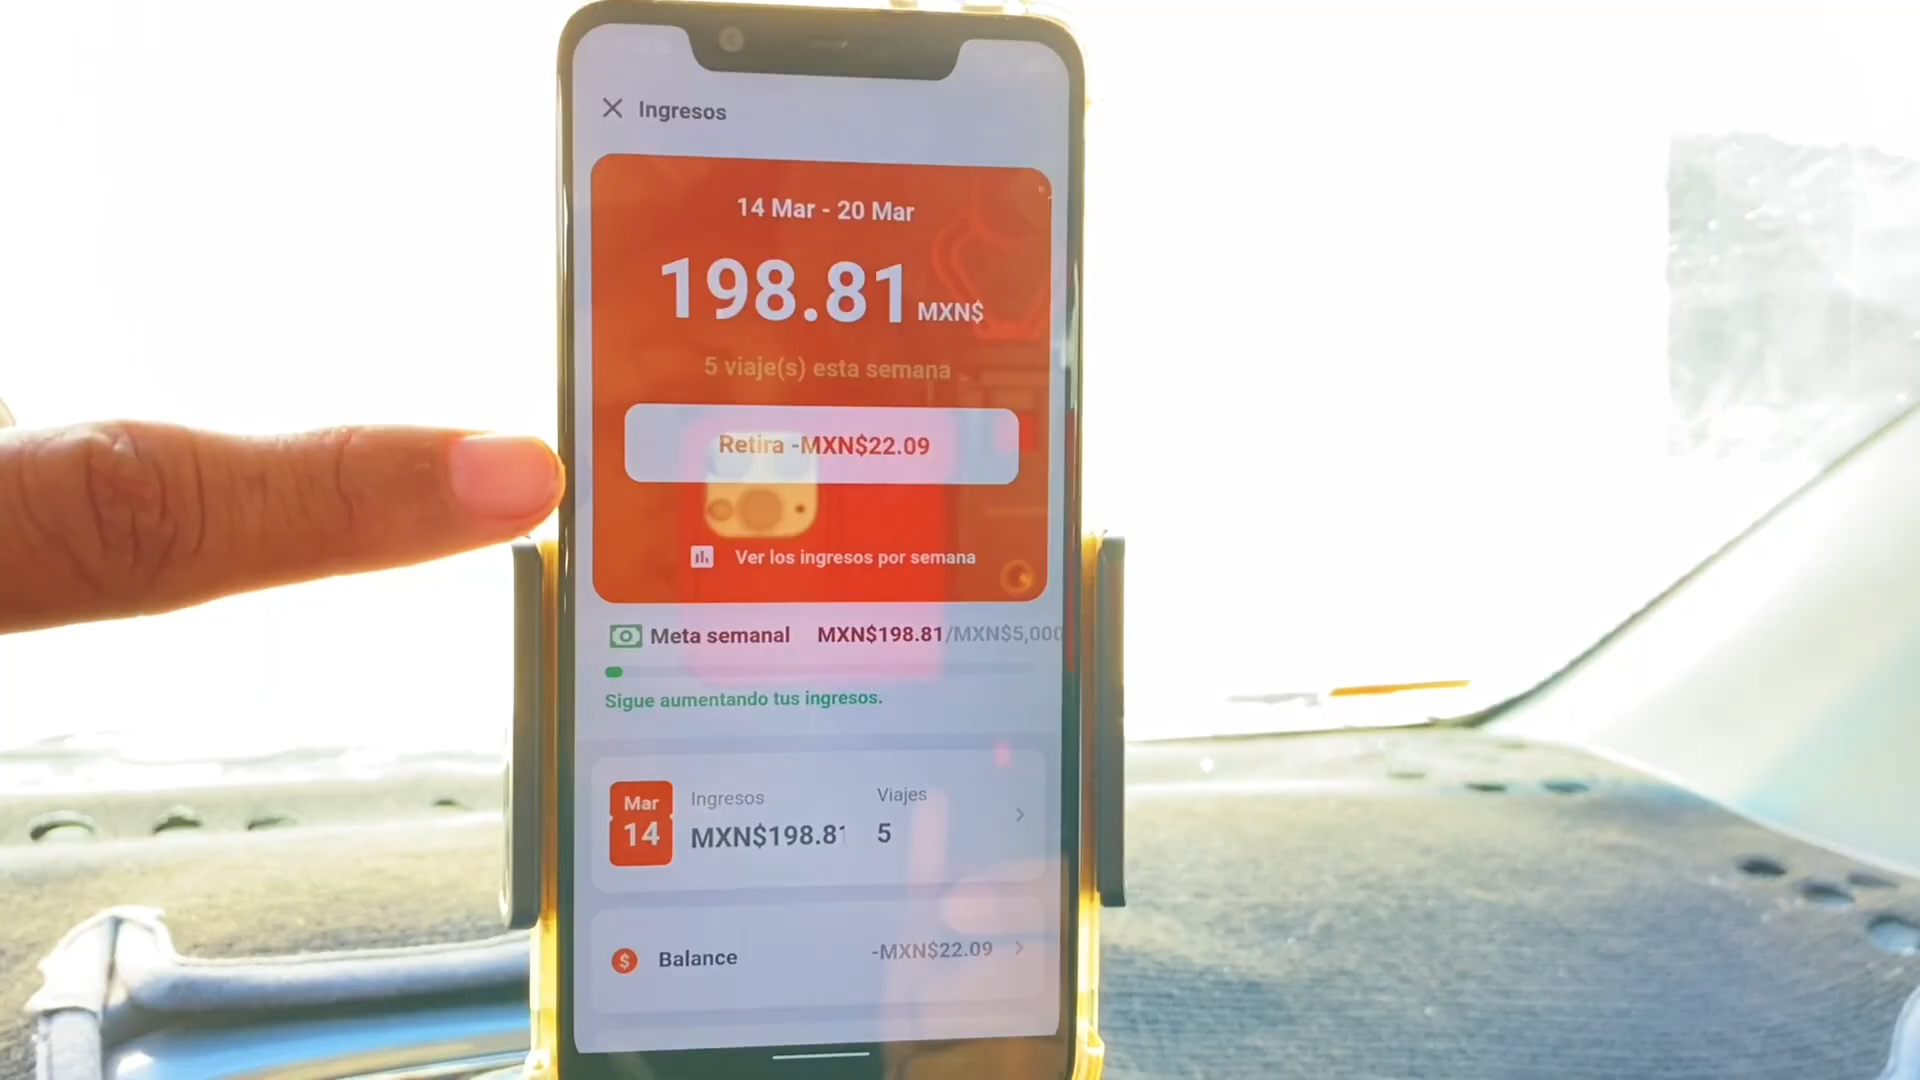 Ingresos
14 Mar - 20 Mar
198.81 MXN$
5 viaje(s) esta semana
Retira -MXN$22.09
Ver los ingresos por semana
Meta semanal MXN$198.81/MXN$5,000
Sigue aumentando tus ingresos.
Mar
14
Ingresos
MXN$198.81
Viajes
5
$
Balance -MXN$22.09